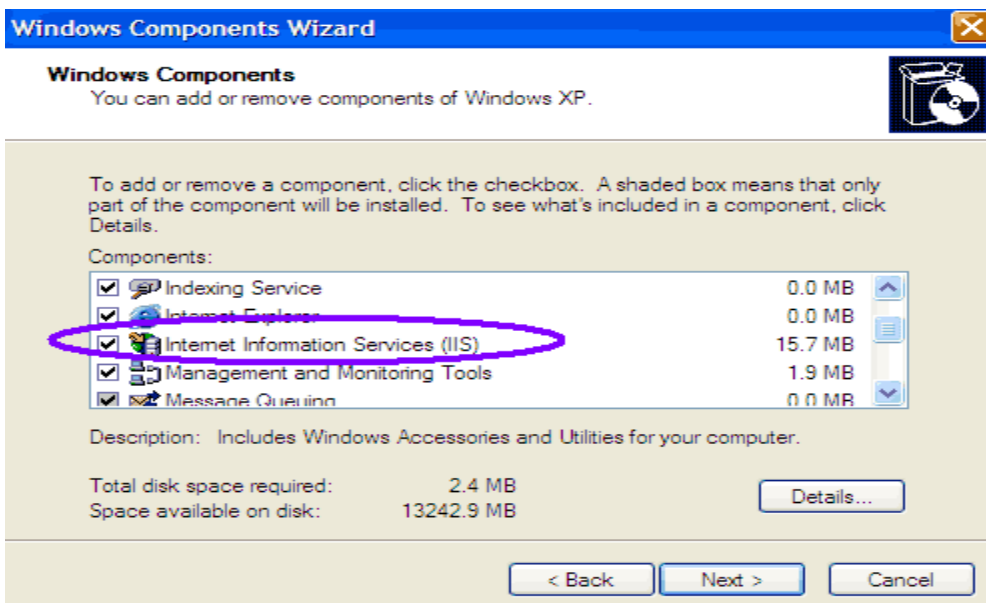 Windows Components Wizard
Windows Components
You can add or remove components of Windows XP.
To add or remove a component, click the checkbox. A shaded box means that only
part of the component will be installed. To see what's included in a component, click
Details.
Components:
Indexing Service 0.0 MB
Internet Explorer 0.0 MB
Internet Information Services (IIS) 15.7 MB
Management and Monitoring Tools 1.9 MB
Message Queuing 0.0 MB
Description: Includes Windows Accessories and Utilities for your computer.
Total disk space required: 2.4 MB
Space available on disk: 13242.9 MB
Details...
< Back Next > Cancel